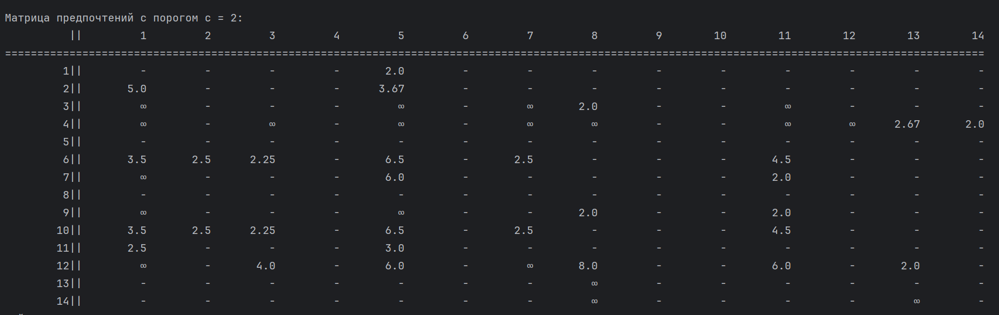 Матрица предпочтений с порогом c = 2:
|| 1 2 3 4 5 6 7 8 9 10 11 12 13 14
========================================================================================================================================================
1|| - - - - 2.0 - - - - - - - - -
2|| 5.0 - - - 3.67 - - - - - - - - -
3|| ∞ - - - ∞ - ∞ 2.0 - - ∞ - - -
4|| ∞ - ∞ - ∞ - ∞ ∞ - - ∞ ∞ 2.67 2.0
5|| - - - - - - - - - - - - - -
6|| 3.5 2.5 2.25 - 6.5 - 2.5 - - - 4.5 - - -
7|| ∞ - - - 6.0 - - - - - 2.0 - - -
8|| - - - - - - - - - - - - - -
9|| ∞ - - - ∞ - - 2.0 - - 2.0 - - -
10|| 3.5 2.5 2.25 - 6.5 - 2.5 - - - 4.5 - - -
11|| 2.5 - - - 3.0 - - - - - - - - -
12|| ∞ - 4.0 - 6.0 - ∞ 8.0 - - 6.0 - 2.0 -
13|| - - - - - - - ∞ - - - - - -
14|| - - - - - - - ∞ - - - - ∞ -